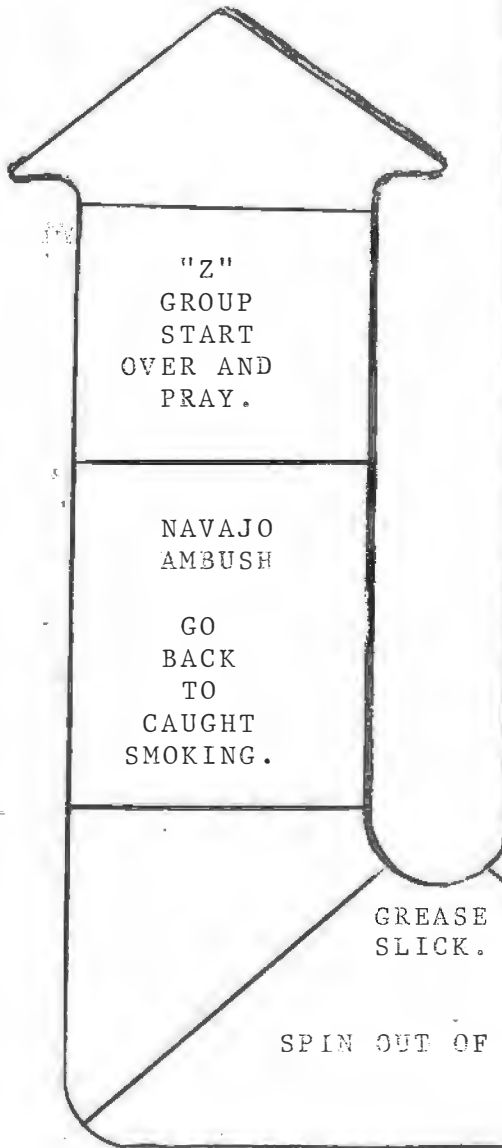 "Z"
GROUP
START
OVER AND
PRAY.
NAVAJO
AMBUSH
GO
BACK
TO
CAUGHT
SMOKING.
GREASE
SLICK.
SPIN OUT OF